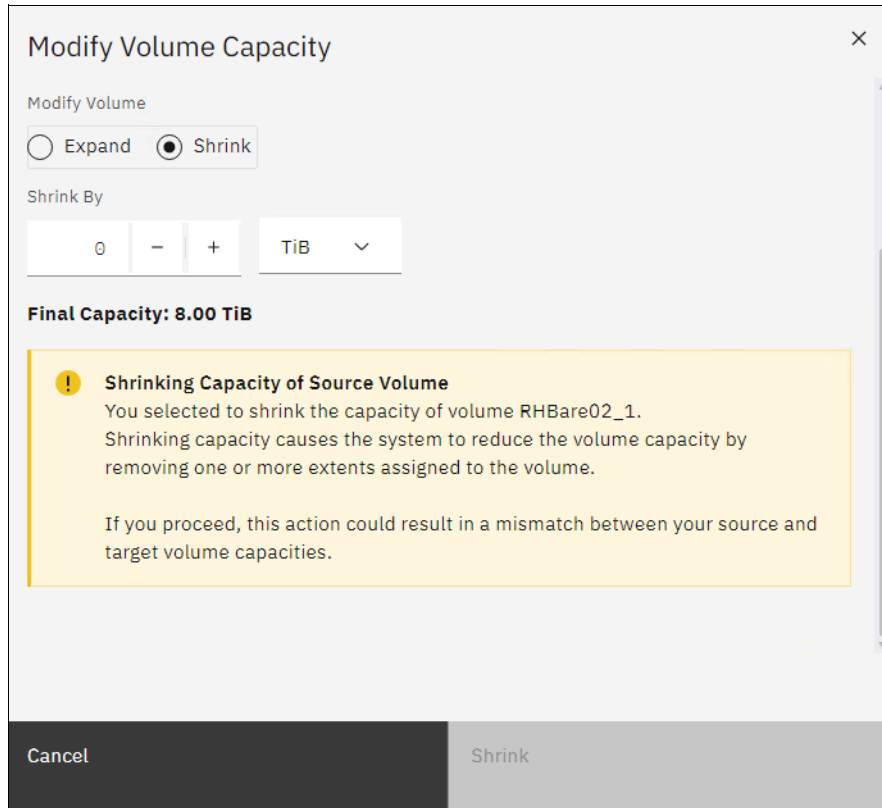 Modify Volume Capacity
Modify Volume
Expand Shrink
Shrink By
0 − + TiB
Final Capacity: 8.00 TiB
Shrinking Capacity of Source Volume
You selected to shrink the capacity of volume RHBare02_1.
Shrinking capacity causes the system to reduce the volume capacity by
removing one or more extents assigned to the volume.
If you proceed, this action could result in a mismatch between your source and
target volume capacities.
Cancel Shrink